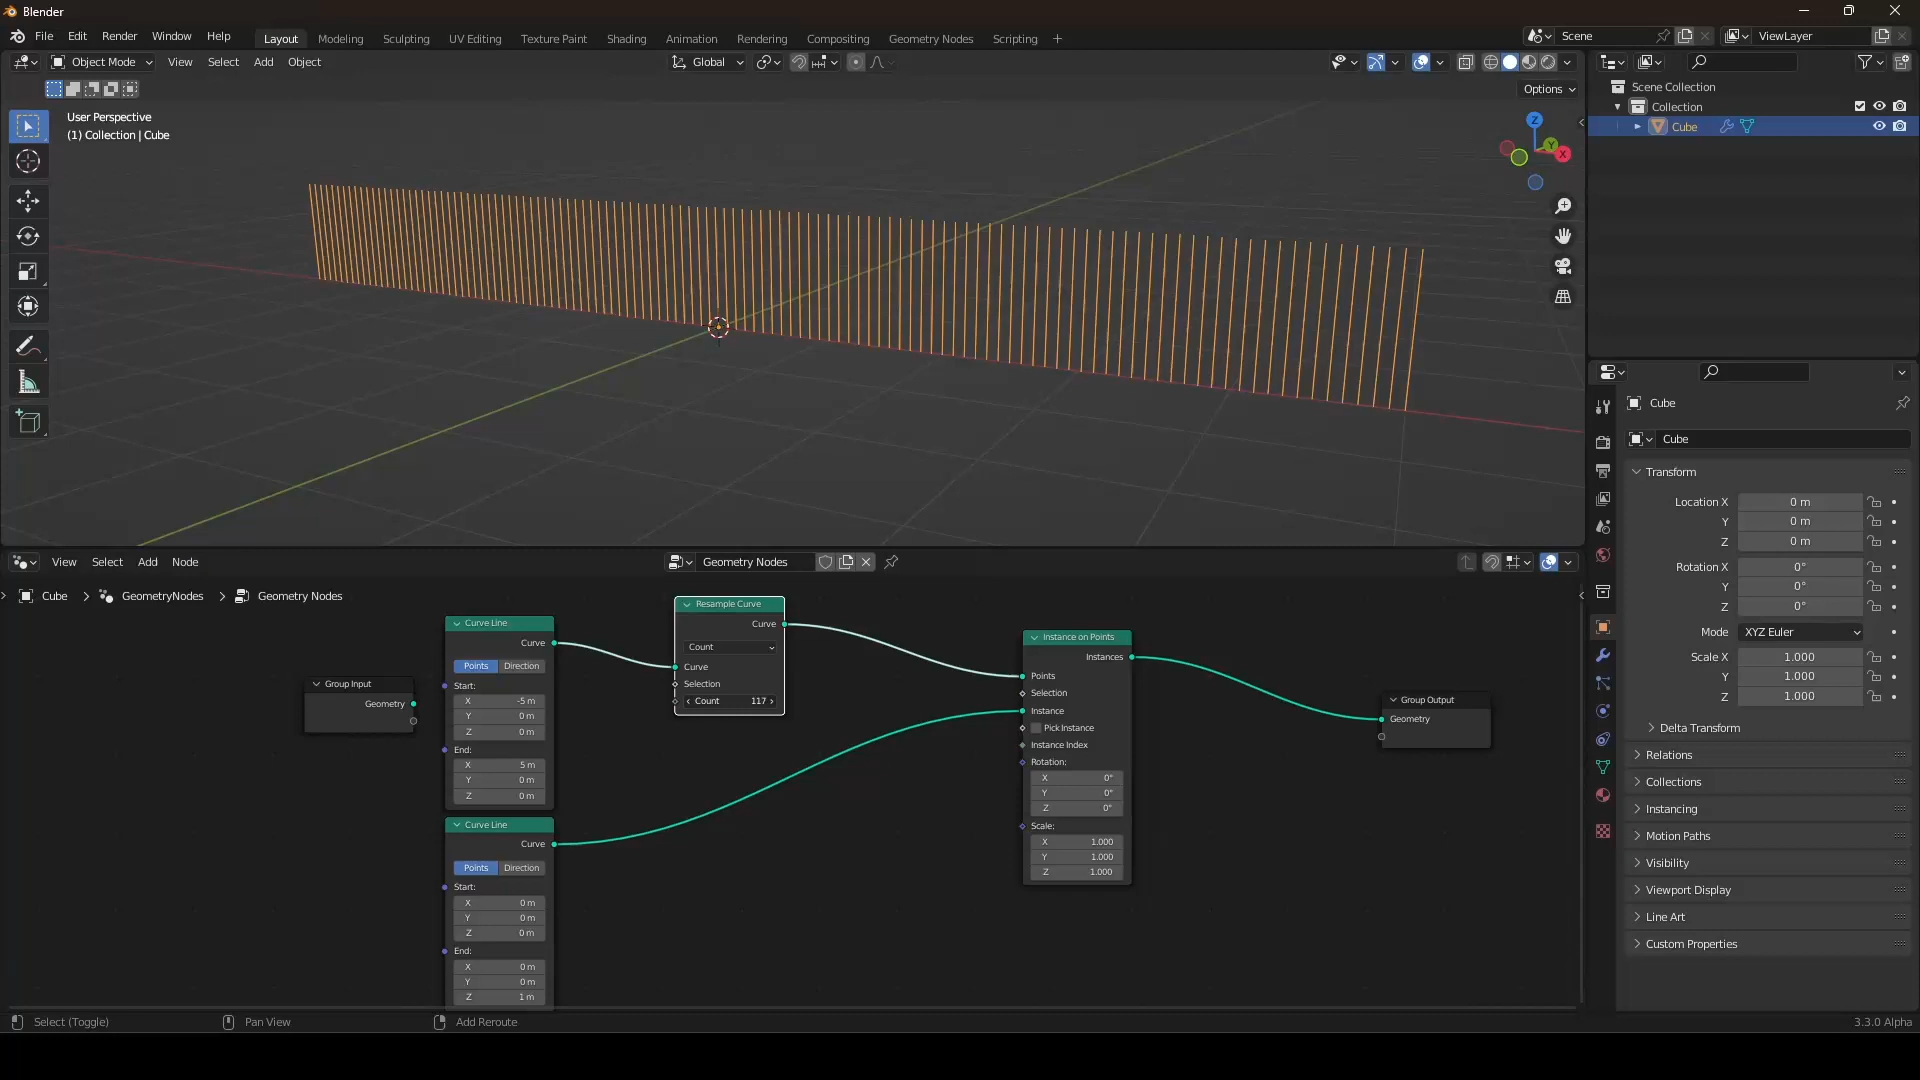 Blender
File Edit Render Window Help Layout Modeling Sculpting UV Editing Texture Paint Shading Animation Rendering Compositing Geometry Nodes Scripting Scene ViewLayer
Object Mode View Select Add Object Global
Options
User Perspective
(1) Collection | Cube
Z
Y
X
Scene Collection
Collection
Cube
Cube
Cube
Transform
Location X 0 m
Y 0 m
Z 0 m
Rotation X 0°
Y 0°
Z 0°
Mode XYZ Euler
Scale X 1.000
Y 1.000
Z 1.000
Delta Transform
Relations
Collections
Instancing
Motion Paths
Visibility
Viewport Display
Line Art
Custom Properties
View Select Add Node Geometry Nodes
Cube GeometryNodes Geometry Nodes
Group Input
Geometry
Curve Line
Curve
Points Direction
Start:
X -5 m
Y 0 m
Z 0 m
End:
X 5 m
Y 0 m
Z 0 m
Curve Line
Curve
Points Direction
Start:
X 0 m
Y 0 m
Z 0 m
End:
X 0 m
Y 0 m
Z 1 m
Resample Curve
Curve
Count
Curve
Selection
Count 117
Instance on Points
Instances
Points
Selection
Instance
Pick Instance
Instance Index
Rotation:
X 0°
Y 0°
Z 0°
Scale:
X 1.000
Y 1.000
Z 1.000
Group Output
Geometry
Select (Toggle) Pan View Add Reroute 3.3.0 Alpha